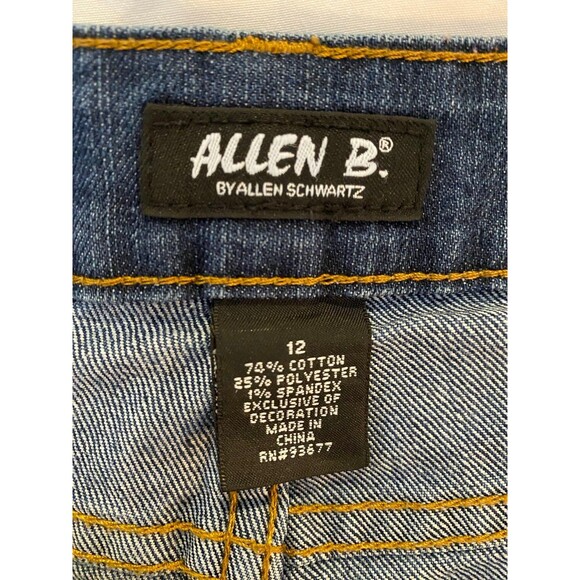 ALLEN B.®
BY ALLEN SCHWARTZ
12
74% COTTON
25% POLYESTER
1% SPANDEX
EXCLUSIVE OF
DECORATION
MADE IN
CHINA
RN#93677